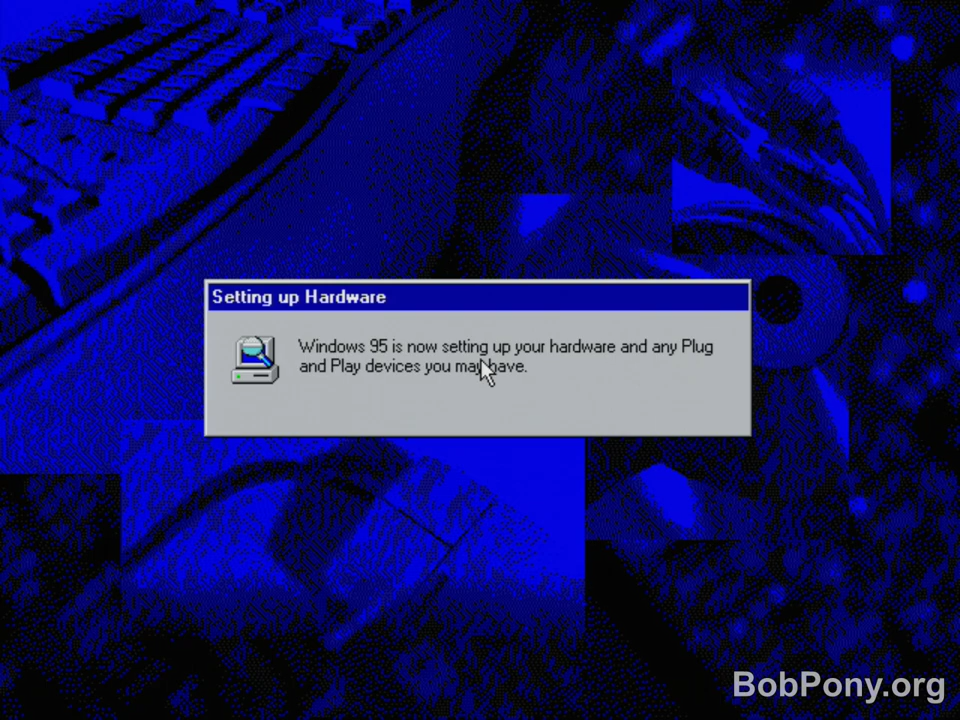 Setting up Hardware
Windows 95 is now setting up your hardware and any Plug
and Play devices you may have.
BobPony.org